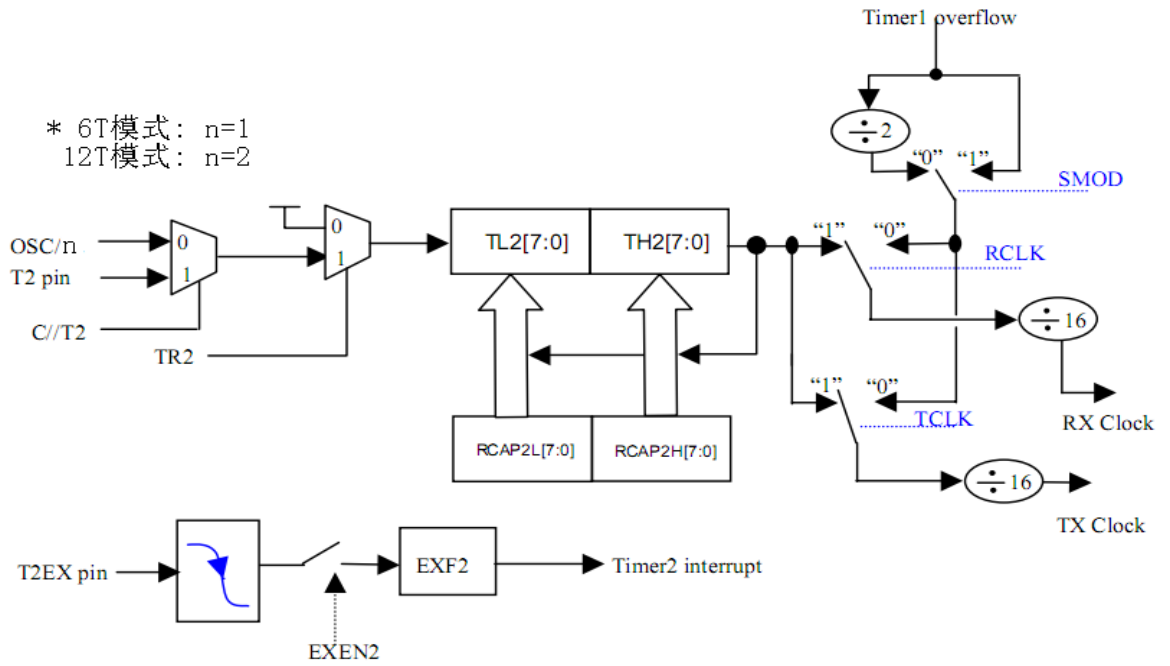 Timer1 overflow
* 6T模式: n=1
12T模式: n=2
÷2
“0” “1”
SMOD
OSC/n
T2 pin
0
1
0
1
C//T2
TR2
TL2[7:0]
TH2[7:0]
“1” “0”
RCLK
÷16
RX Clock
“1” “0”
TCLK
÷16
TX Clock
RCAP2L[7:0]
RCAP2H[7:0]
T2EX pin
EXF2
Timer2 interrupt
EXEN2